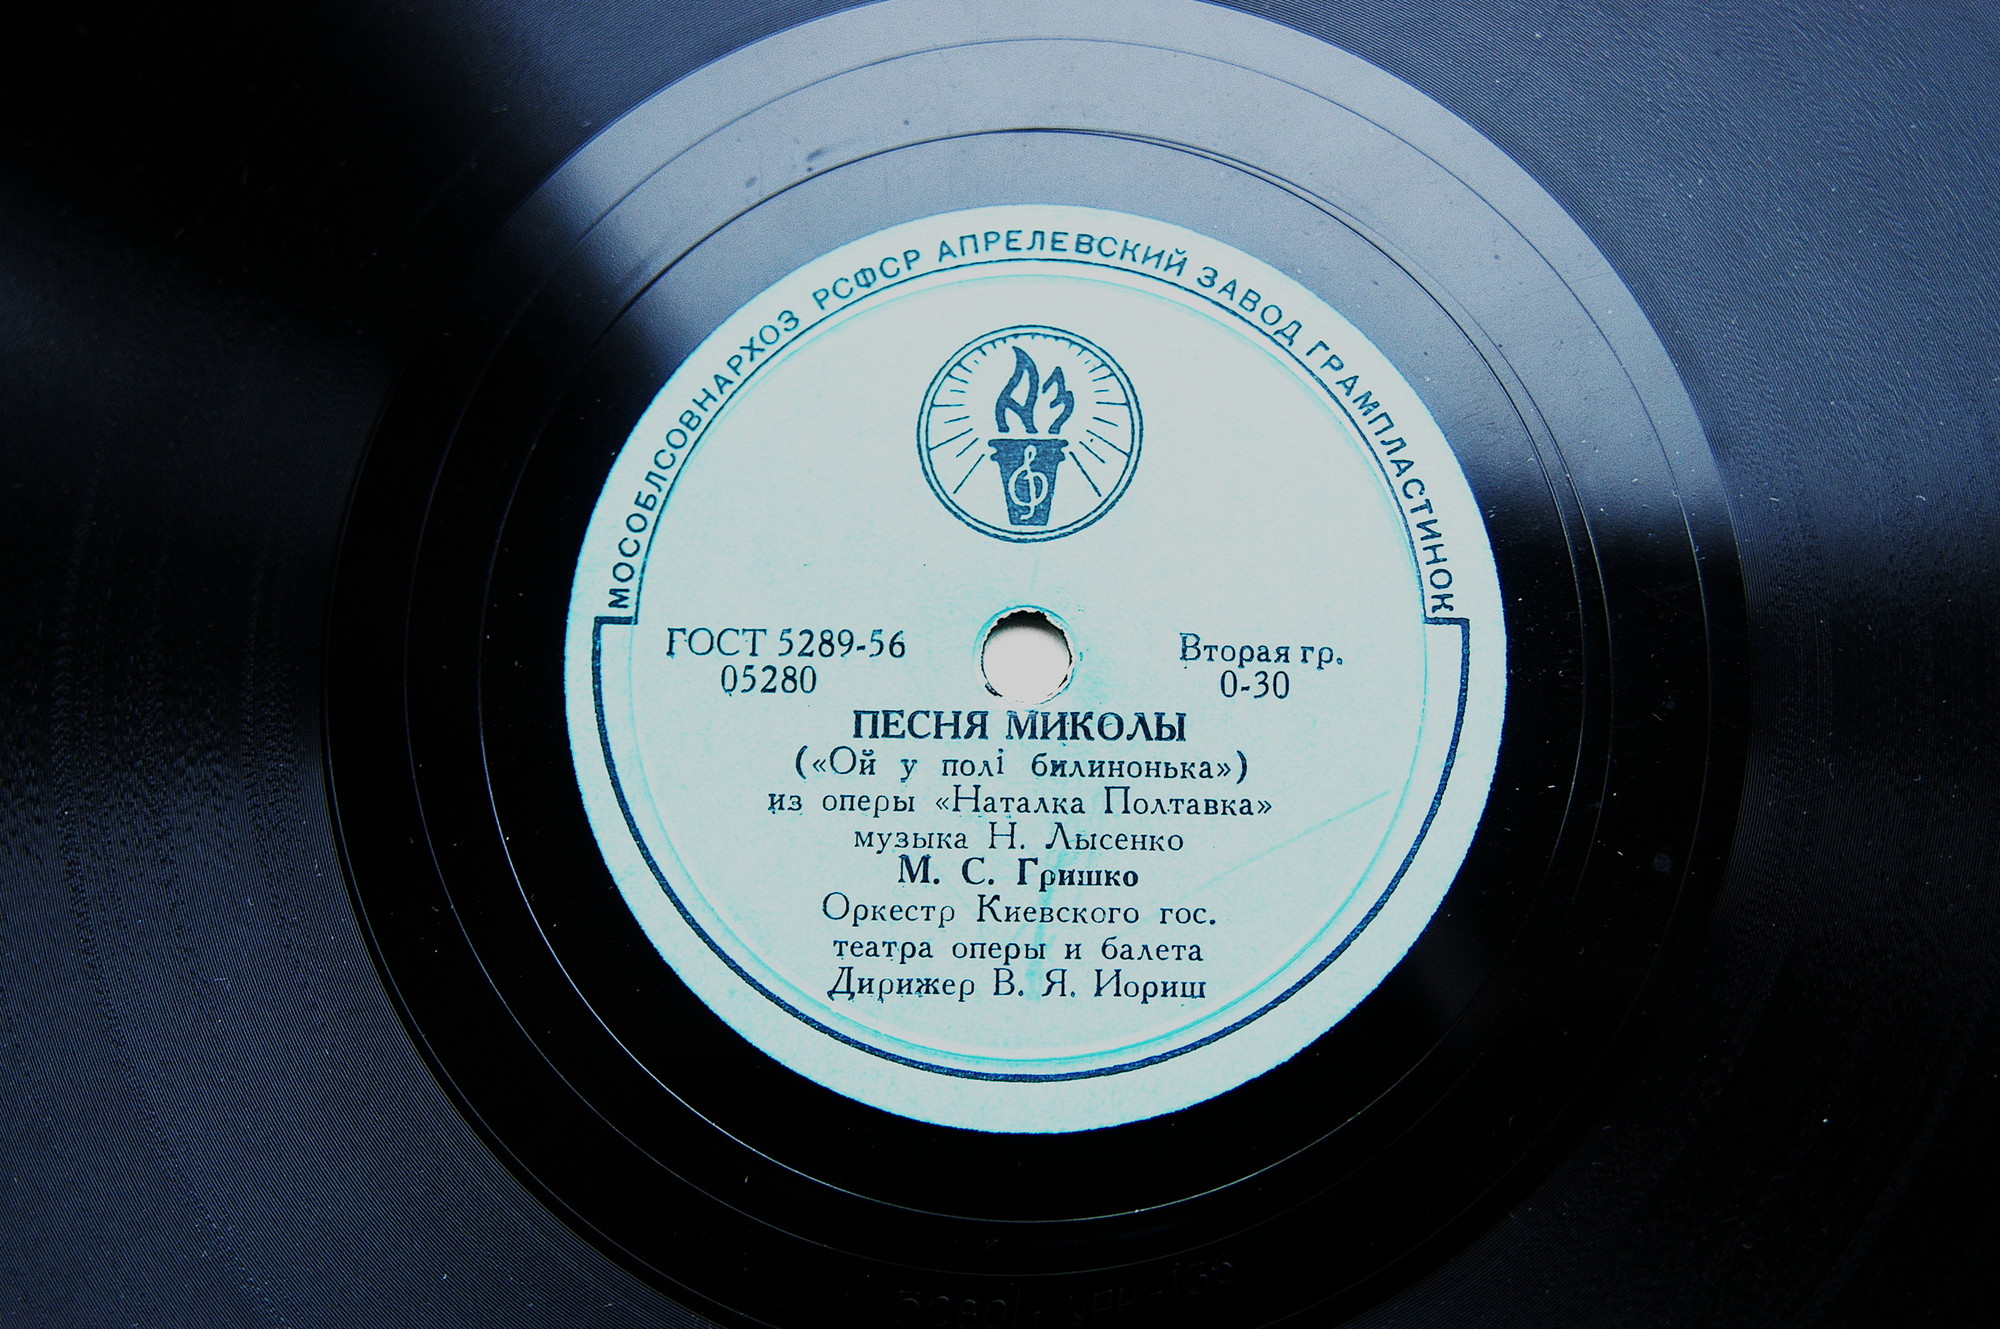 МОСОБЛСОВНАРХОЗ РСФСР АПРЕЛЕВСКИЙ ЗАВОД ГРАМПЛАСТИНОК
АЗ
ГОСТ 5289-56
05280
Вторая гр.
0-30
ПЕСНЯ МИКОЛЫ
(«Ой у полі билинонька»)
из оперы «Наталка Полтавка»
музыка Н. Лысенко
М. С. Гришко
Оркестр Киевского гос.
театра оперы и балета
Дирижер В. Я. Иориш